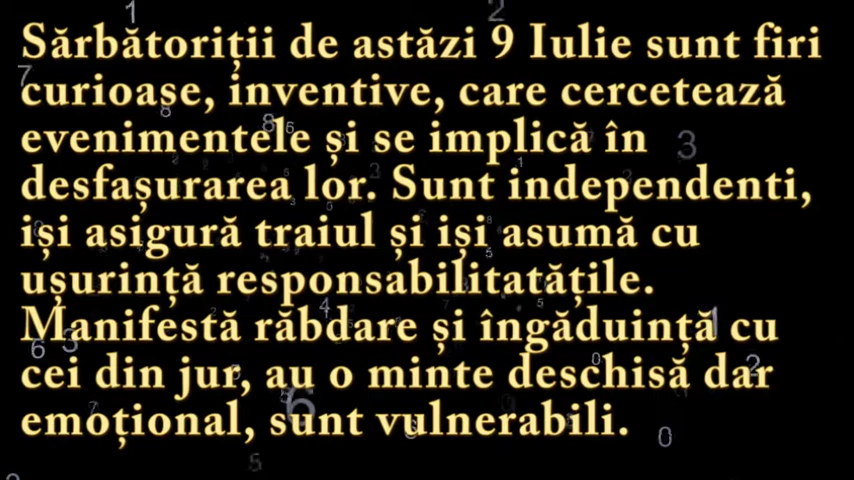 Sărbătoriții de astăzi 9 Iulie sunt firi
curioase, inventive, care cercetează
evenimentele și se implică în
desfașurarea lor. Sunt independenti,
iși asigură traiul și iși asumă cu
ușurință responsabilitatățile.
Manifestă răbdare și îngăduință cu
cei din jur, au o minte deschisă dar
emoțional, sunt vulnerabili.